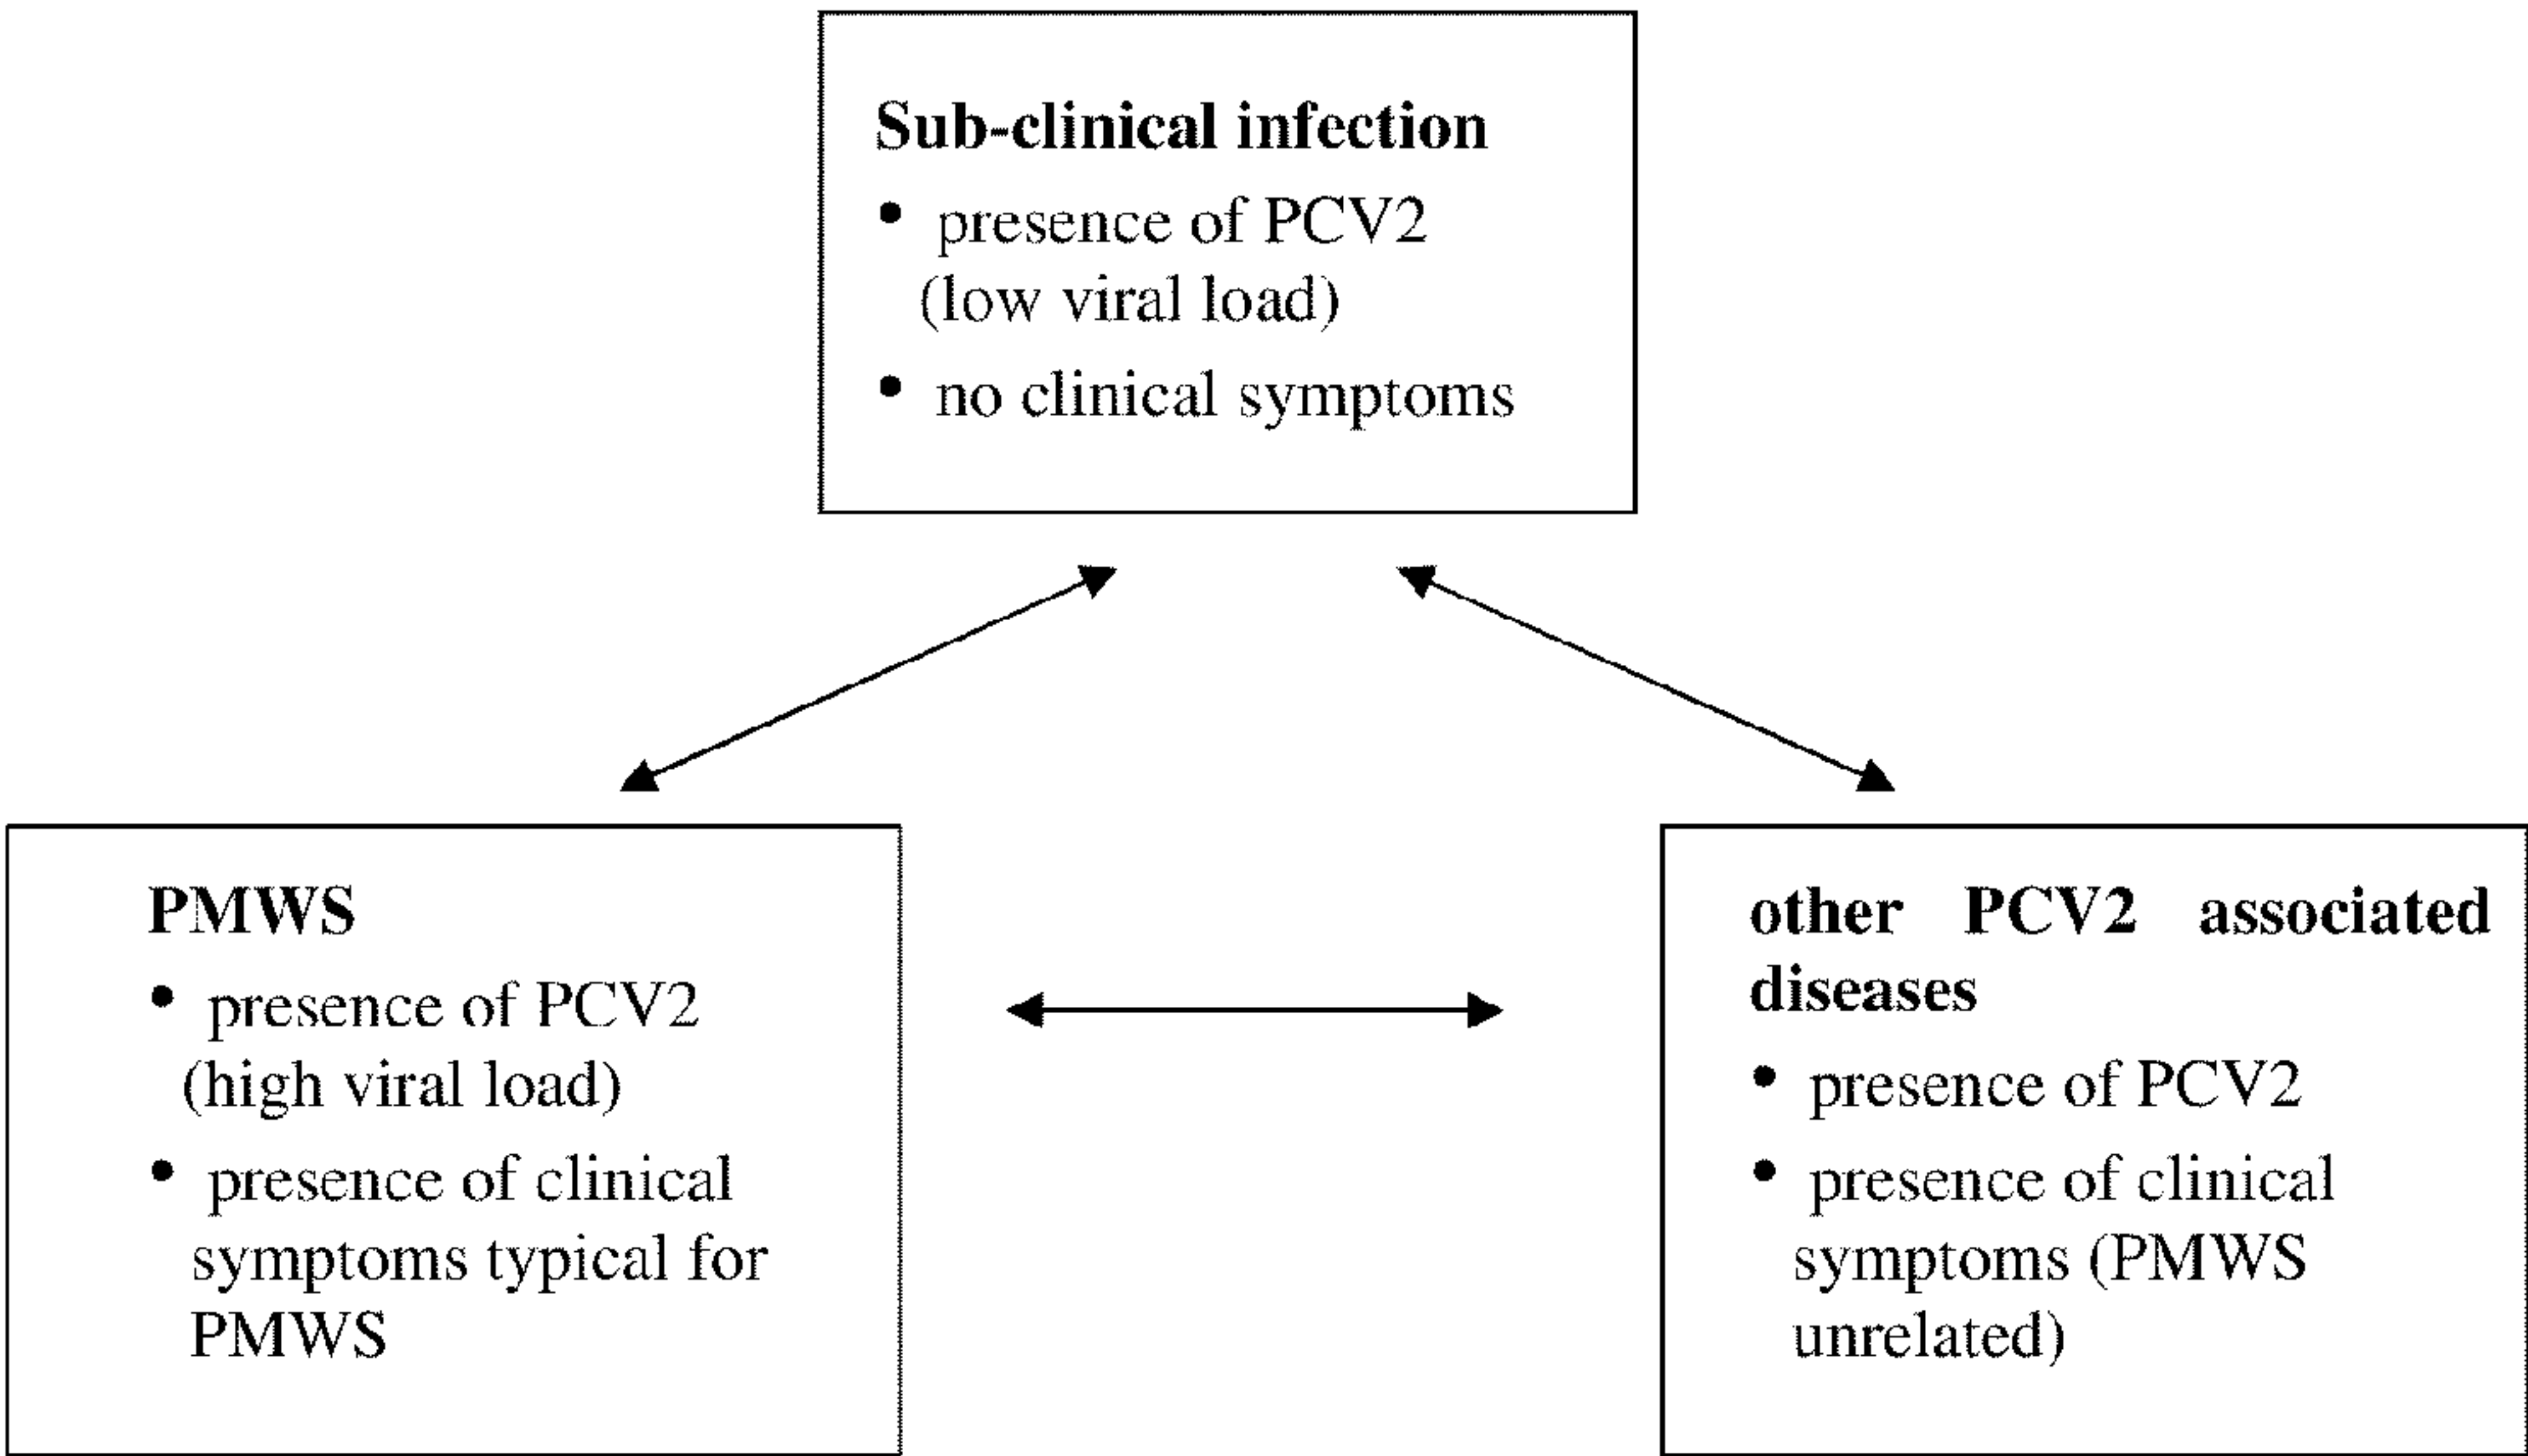 Sub-clinical infection
• presence of PCV2
(low viral load)
• no clinical symptoms
PMWS
• presence of PCV2
(high viral load)
• presence of clinical
symptoms typical for
PMWS
other PCV2 associated
diseases
• presence of PCV2
• presence of clinical
symptoms (PMWS
unrelated)